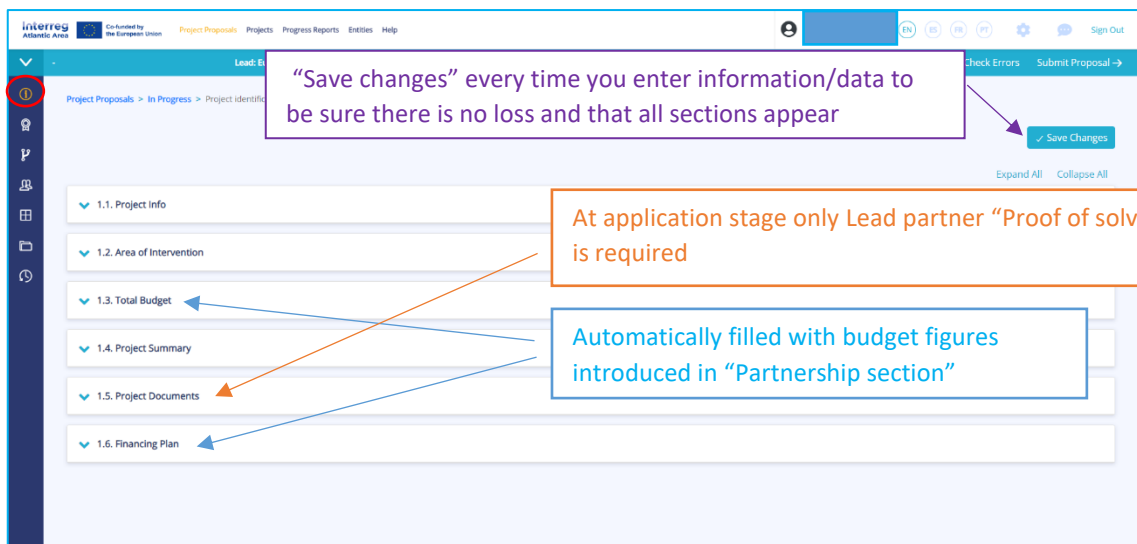 Interreg
Atlantic Area
Co-funded by
the European Union
Project Proposals Projects Progress Reports Entities Help
EN ES FR PT Sign Out
- Lead: Check Errors Submit Proposal →
"Save changes" every time you enter information/data to
be sure there is no loss and that all sections appear
Project Proposals > In Progress > Project
✓ Save Changes
Expand All Collapse All
1.1. Project Info
At application stage only Lead partner "Proof of
is required
1.2. Area of Intervention
1.3. Total Budget
Automatically filled with budget figures
introduced in "Partnership section"
1.4. Project Summary
1.5. Project Documents
1.6. Financing Plan